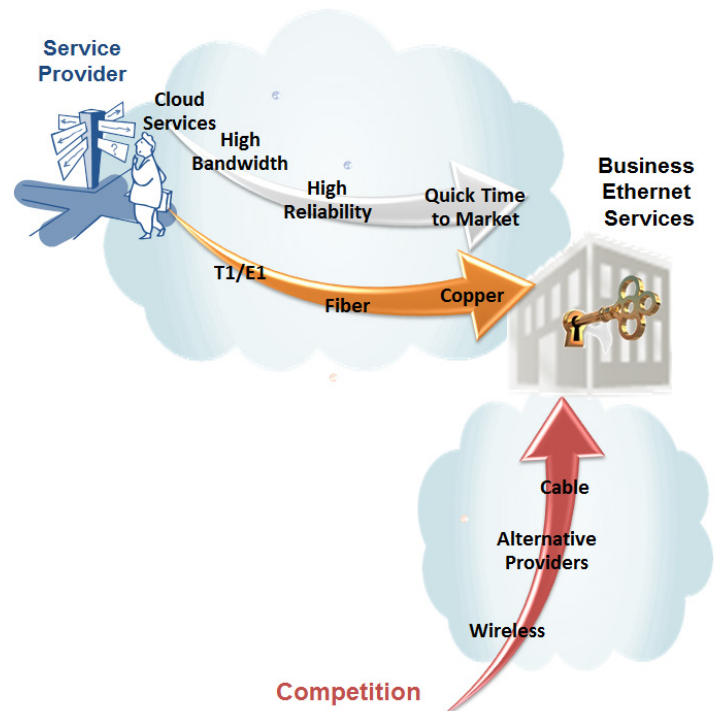 Service
Provider
Cloud
Services
High
Bandwidth
High
Reliability
Quick Time
to Market
Business
Ethernet
Services
T1/E1
Fiber
Copper
?
Cable
Alternative
Providers
Wireless
Competition